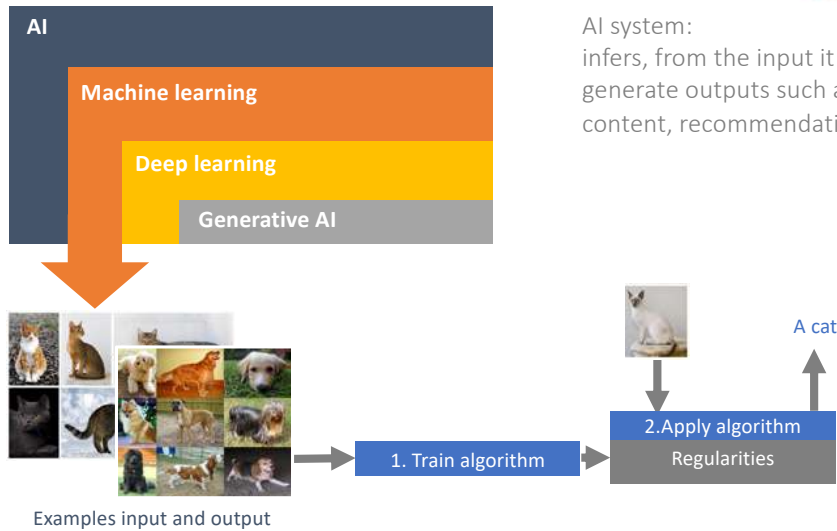 AI
Machine learning
Deep learning
Generative AI
AI system:
infers, from the input it
generate outputs such a
content, recommendati
A cat
1. Train algorithm
2.Apply algorithm
Regularities
Examples input and output